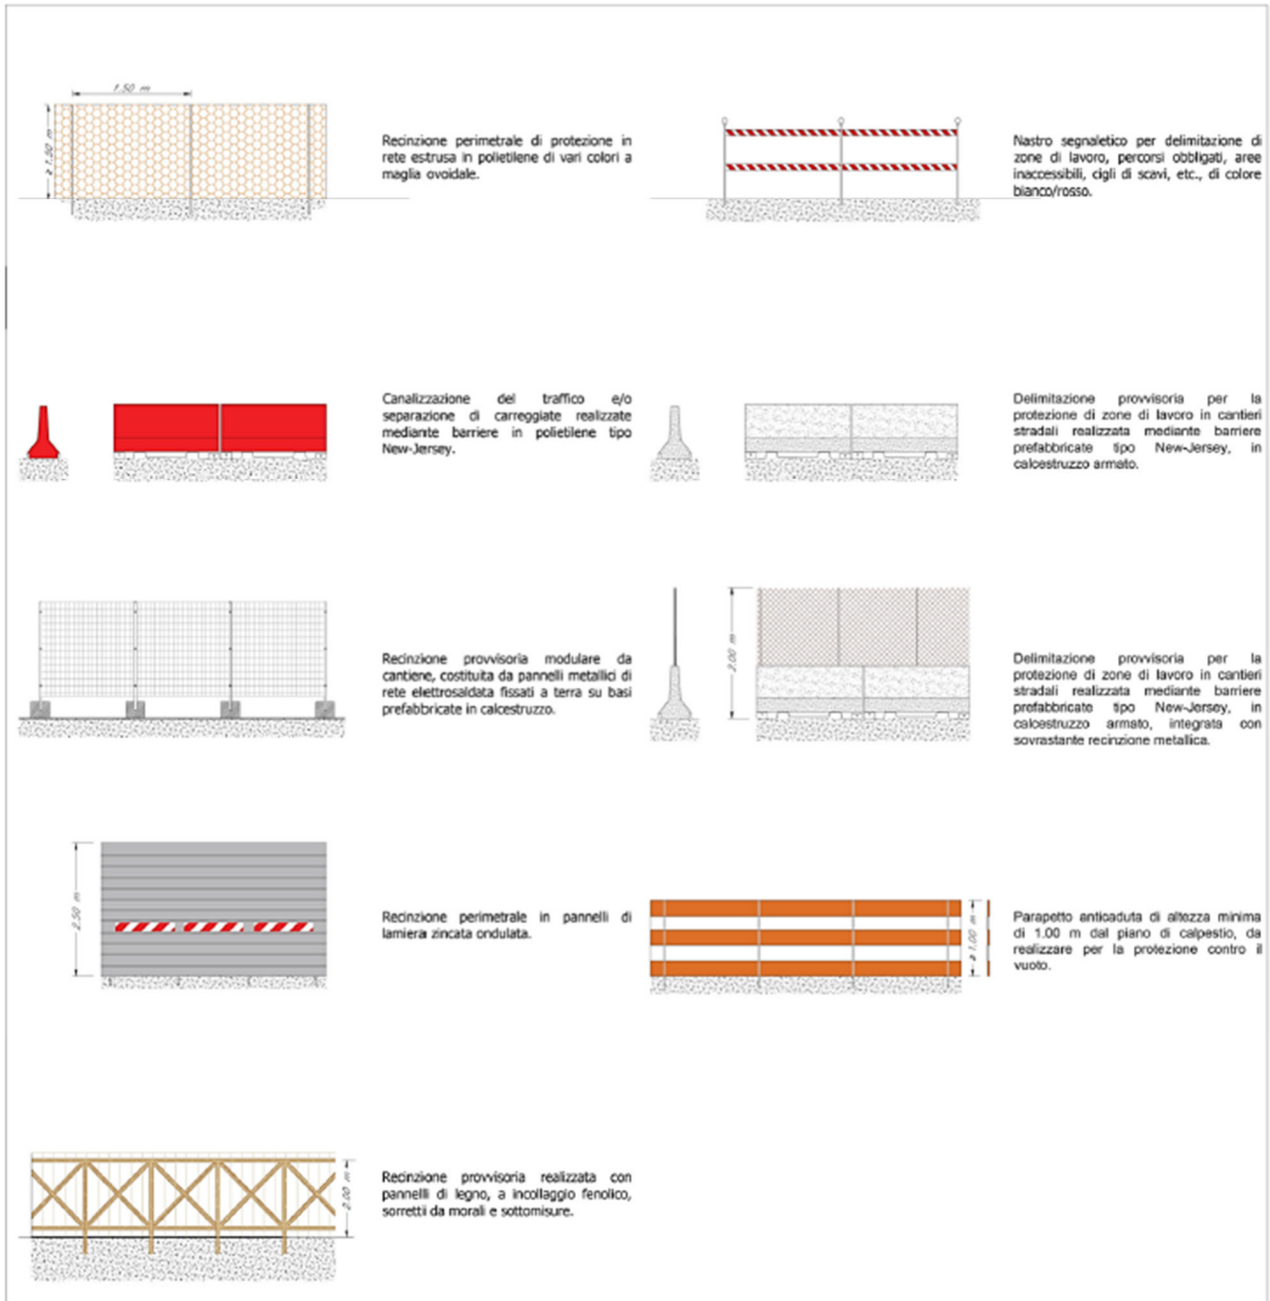 1.50 m
≥ 1.50 m
Recinzione perimetrale di protezione in
rete estrusa in polietilene di vari colori a
maglia ovoidale.
Nastro segnaletico per delimitazione di
zone di lavoro, percorsi obbligati, aree
inaccessibili, cigli di scavi, etc., di colore
bianco/rosso.
Canalizzazione del traffico e/o
separazione di carreggiate realizzate
mediante barriere in polietilene tipo
New-Jersey.
Delimitazione provvisoria per la
protezione di zone di lavoro in cantieri
stradali realizzata mediante barriere
prefabbricate tipo New-Jersey, in
calcestruzzo armato.
Recinzione provvisoria modulare da
cantiene, costituita da pannelli metallici di
rete elettrosaldata fissati a terra su basi
prefabbricate in calcestruzzo.
2.00 m
Delimitazione provvisoria per la
protezione di zone di lavoro in cantieri
stradali realizzata mediante barriere
prefabbricate tipo New-Jersey, in
calcestruzzo armato, integrata con
sovrastante recinzione metallica.
2.50 m
Recinzione perimetrale in pannelli di
lamiera zincata ondulata.
≥ 1.00 m
Parapetto anticaduta di altezza minima
di 1.00 m dal piano di calpestio, da
realizzare per la protezione contro il
vuoto.
2.00 m
Recinzione provvisoria realizzata con
pannelli di legno, a incollaggio fenolico,
sorretti da morali e sottomisure.